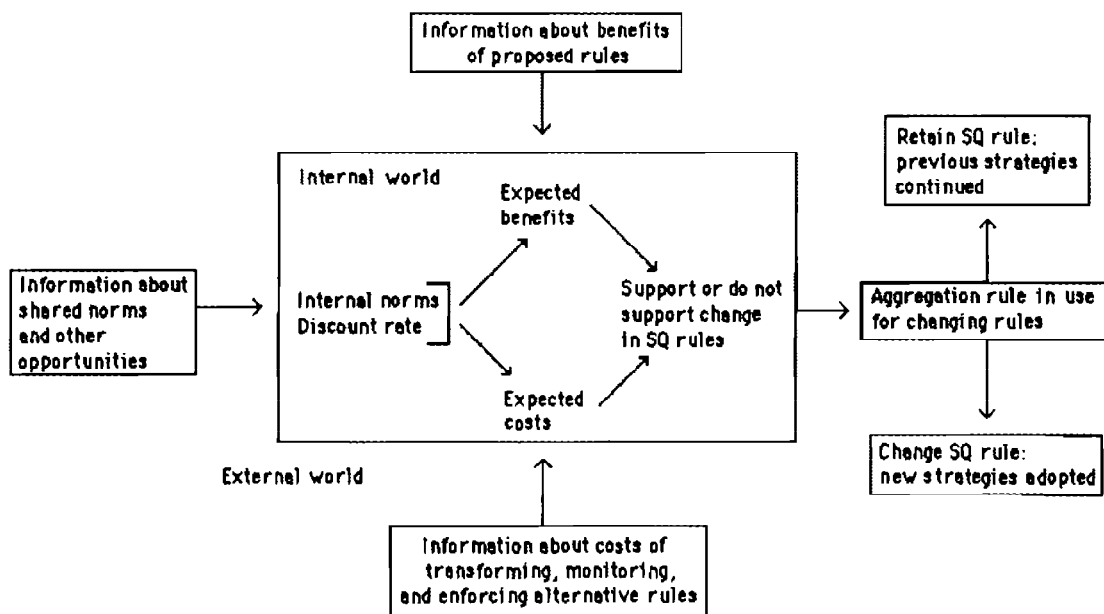 Information about benefits
of proposed rules
Retain SQ rule:
previous strategies
continued
Internal world
Expected
benefits
Information about
shared norms
and other
opportunities
Internal norms
Discount rate
Support or do not
support change
in SQ rules
Aggregation rule in use
for changing rules
Expected
costs
Change SQ rule:
new strategies adopted
External world
Information about costs of
transforming, monitoring,
and enforcing alternative rules